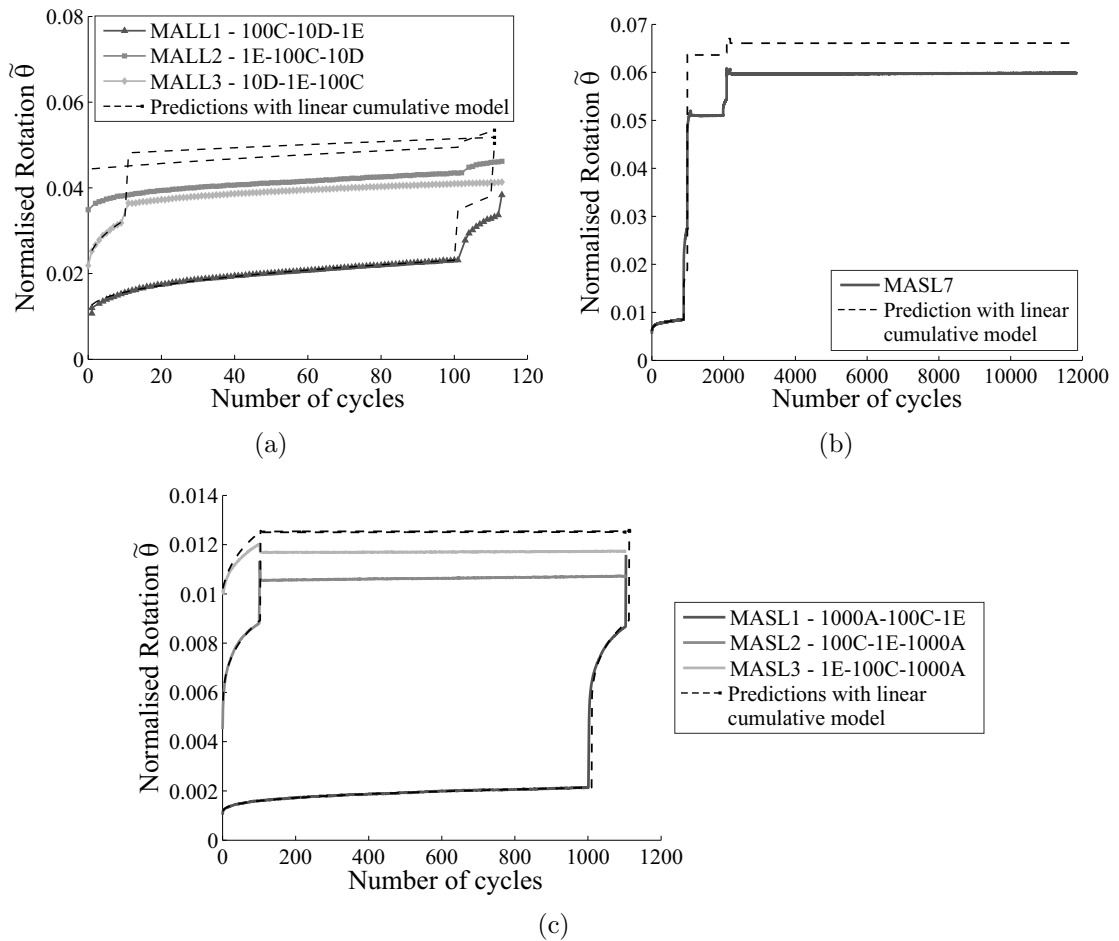 0.08
0.06
0.04
0.02
0
Normalised Rotation θ̃
MALL1 - 100C-10D-1E
MALL2 - 1E-100C-10D
MALL3 - 10D-1E-100C
Predictions with linear cumulative model
0 20 40 60 80 100 120
Number of cycles
(a)
0.07
0.06
0.05
0.04
0.03
0.02
0.01
0
Normalised Rotation θ̃
MASL7
Prediction with linear
cumulative model
0 2000 4000 6000 8000 10000 12000
Number of cycles
(b)
0.014
0.012
0.01
0.008
0.006
0.004
0.002
0
Normalised Rotation θ̃
MASL1 - 1000A-100C-1E
MASL2 - 100C-1E-1000A
MASL3 - 1E-100C-1000A
Predictions with linear
cumulative model
0 200 400 600 800 1000 1200
Number of cycles
(c)